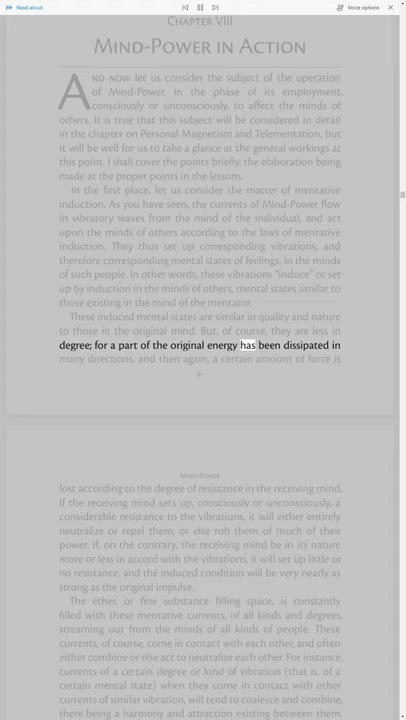 Read aloud
Voice options
CHAPTER VIII
MIND-POWER IN ACTION
AND NOW let us consider the subject of the operation
of Mind-Power, in the phase of its employment,
consciously or unconsciously, to affect the minds of
others. It is true that this subject will be considered in detail
in the chapter on Personal Magnetism and Telementation, but
it will be well for us to take a glance at the general workings at
this point. I shall cover the points briefly, the elaboration being
made at the proper points in the lessons.
In the first place, let us consider the matter of mentative
induction. As you have seen, the currents of Mind-Power flow
in vibratory waves from the mind of the individual, and act
upon the minds of others according to the laws of mentative
induction. They thus set up corresponding vibrations, and
therefore corresponding mental states of feelings, in the minds
of such people. In other words, these vibrations "induce" or set
up by induction in the minds of others, mental states similar to
those existing in the mind of the mentator.
These induced mental states are similar in quality and nature
to those in the original mind. But, of course, they are less in
degree; for a part of the original energy has been dissipated in
many directions, and then again, a certain amount of force is
MIND-POWER
lost according to the degree of resistance in the receiving mind.
If the receiving mind sets up, consciously or unconsciously, a
considerable resistance to the vibrations, it will either entirely
neutralize or repel them, or else rob them of much of their
power. If, on the contrary, the receiving mind be in its nature
more or less in accord with the vibrations, it will set up little or
no resistance, and the induced condition will be very nearly as
strong as the original impulse.
The ether, or fine substance filling space, is constantly
filled with these mentative currents, of all kinds and degrees,
streaming out from the minds of all kinds of people. These
currents, of course, come in contact with each other, and often
either combine or else act to neutralize each other. For instance,
currents of a certain degree or kind of vibration (that is, of a
certain mental state) when they come in contact with other
currents of similar vibration, will tend to coalesce and combine,
there being a harmony and attraction existing between them.